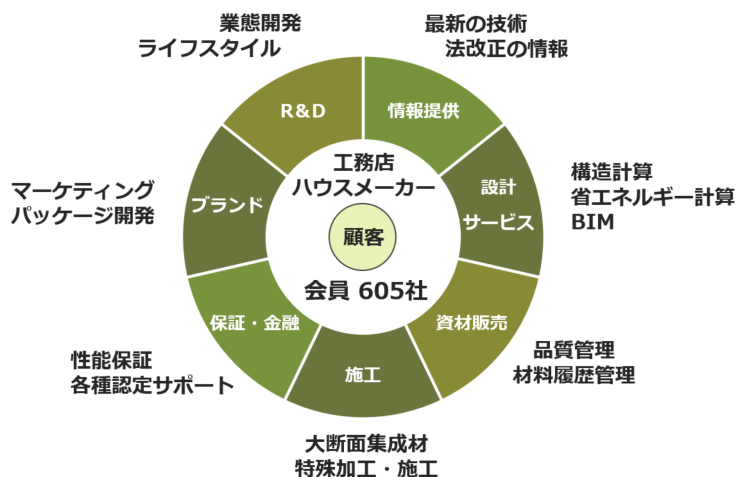 業態開発
ライフスタイル
最新の技術
法改正の情報
R&D
情報提供
マーケティング
パッケージ開発
ブランド
工務店
ハウスメーカー
顧客
会員 605社
設計
サービス
構造計算
省エネルギー計算
BIM
保証・金融
資材販売
性能保証
各種認定サポート
施工
品質管理
材料履歴管理
大断面集成材
特殊加工・施工